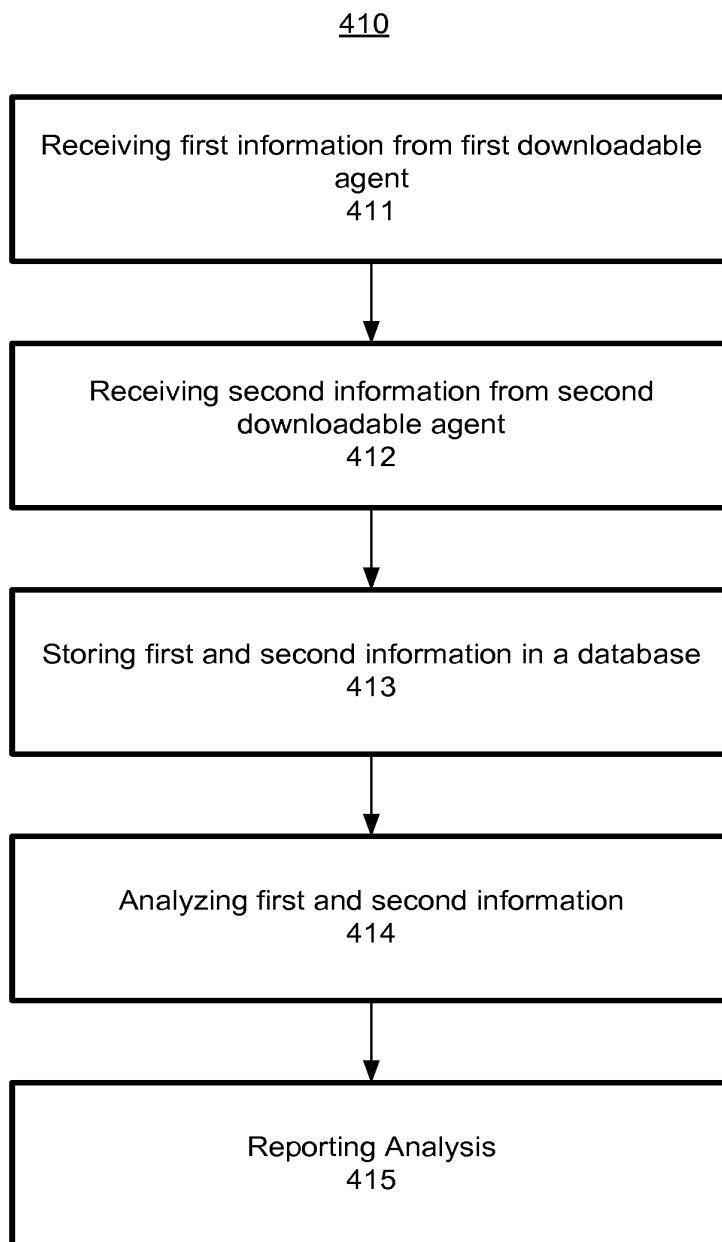 410
Receiving first information from first downloadable
agent
411
Receiving second information from second
downloadable agent
412
Storing first and second information in a database
413
Analyzing first and second information
414
Reporting Analysis
415